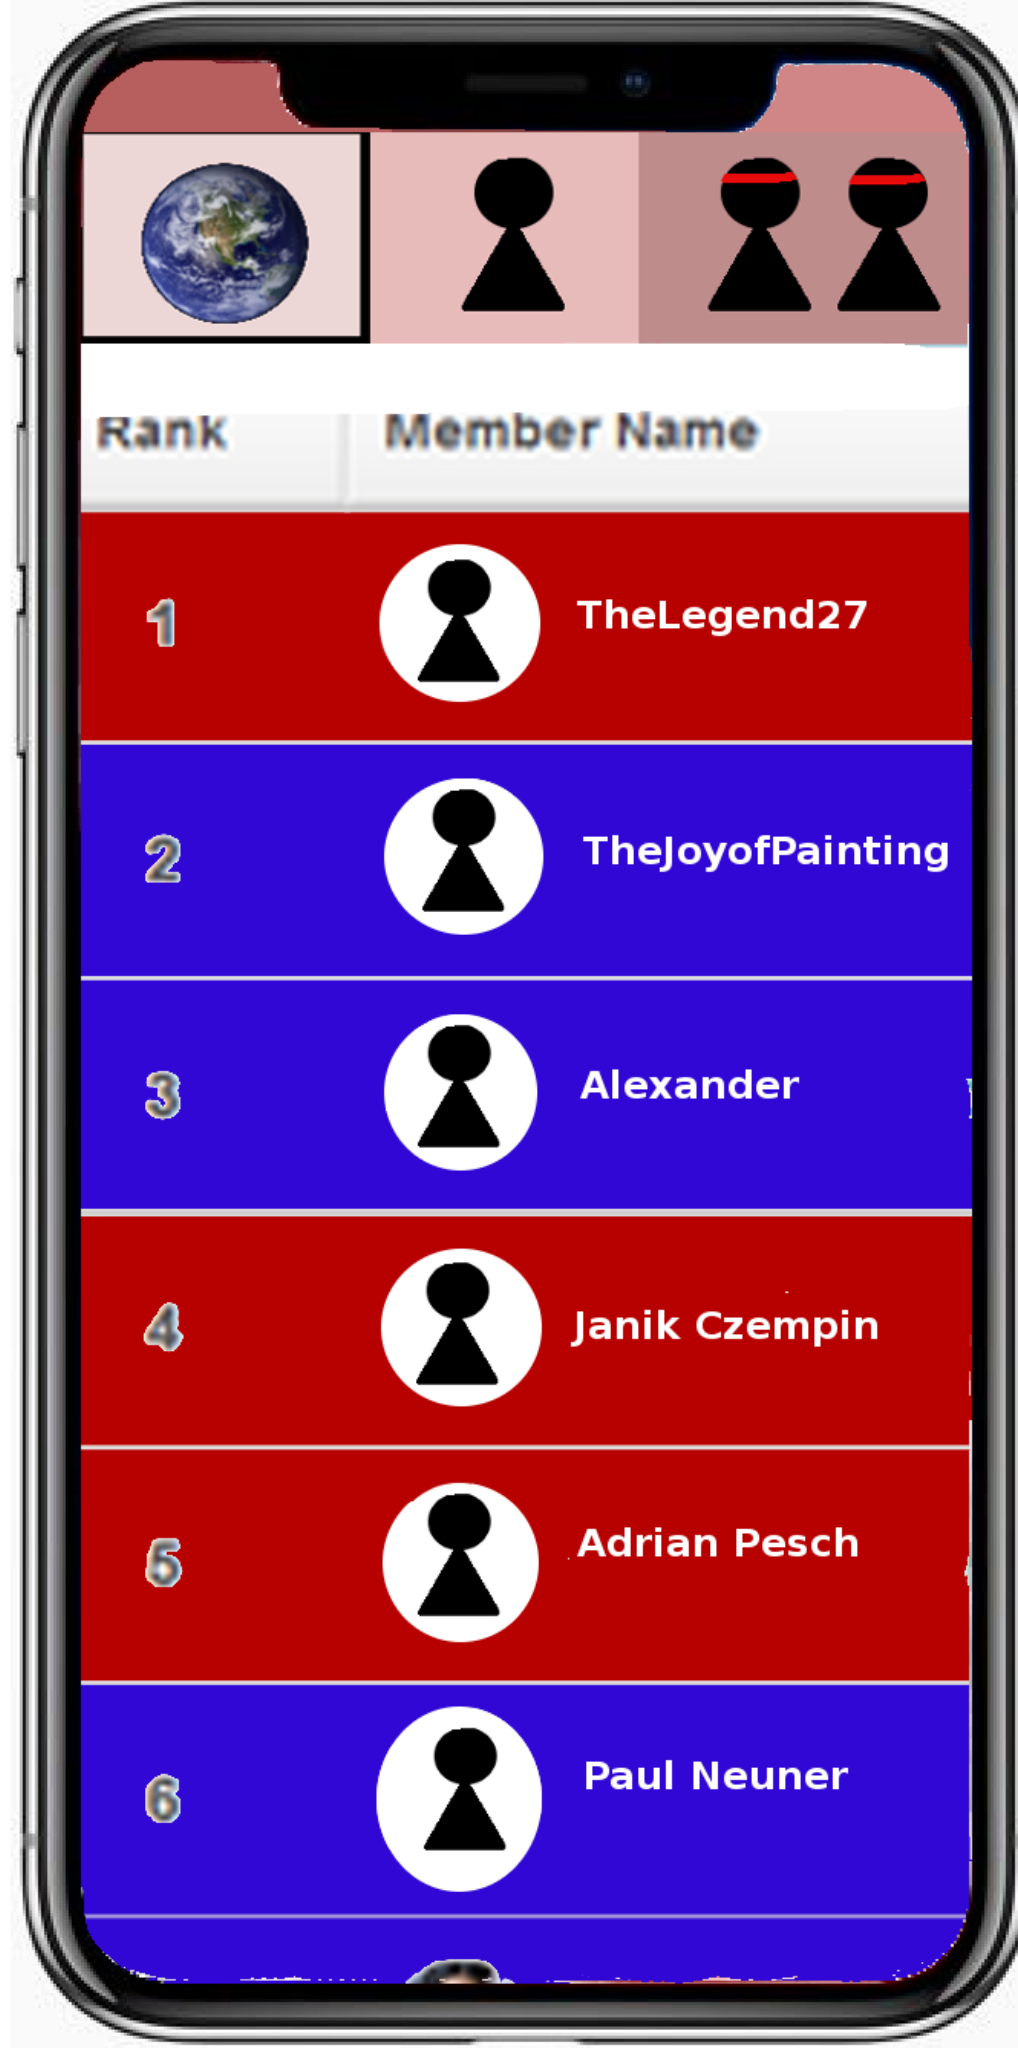 Rank Member Name
1 TheLegend27
2 TheJoyofPainting
3 Alexander
4 Janik Czempin
5 Adrian Pesch
6 Paul Neuner